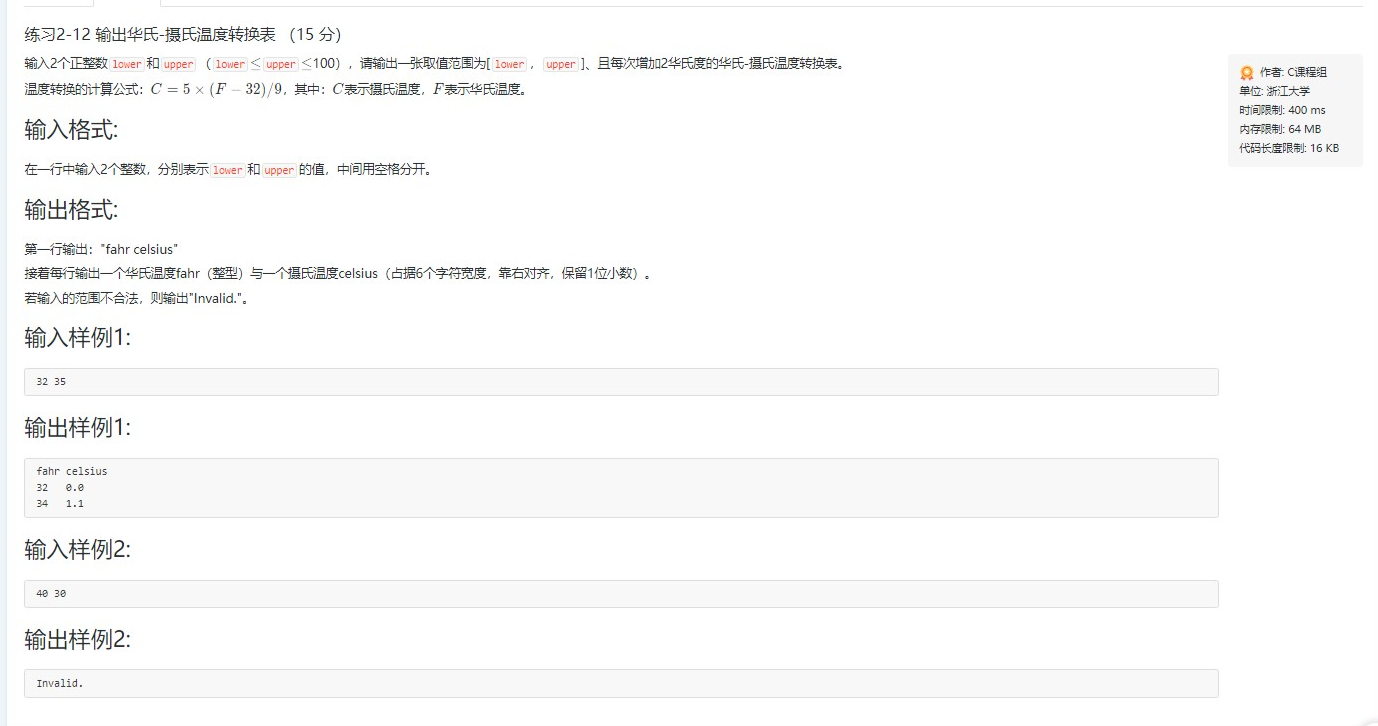 练习2-12 输出华氏-摄氏温度转换表 (15 分)
输入2个正整数lower和upper（lower≤upper≤100），请输出一张取值范围为[lower，upper]、且每次增加2华氏度的华氏-摄氏温度转换表。
温度转换的计算公式：C = 5 × (F − 32)/9，其中：C表示摄氏温度，F表示华氏温度。
输入格式:
在一行中输入2个整数，分别表示lower和upper的值，中间用空格分开。
输出格式:
第一行输出："fahr celsius"
接着每行输出一个华氏温度fahr（整型）与一个摄氏温度celsius（占据6个字符宽度，靠右对齐，保留1位小数）。
若输入的范围不合法，则输出"Invalid."。
输入样例1:
32 35
输出样例1:
fahr celsius
32   0.0
34   1.1
输入样例2:
40 30
输出样例2:
Invalid.
作者: C课程组
单位: 浙江大学
时间限制: 400 ms
内存限制: 64 MB
代码长度限制: 16 KB